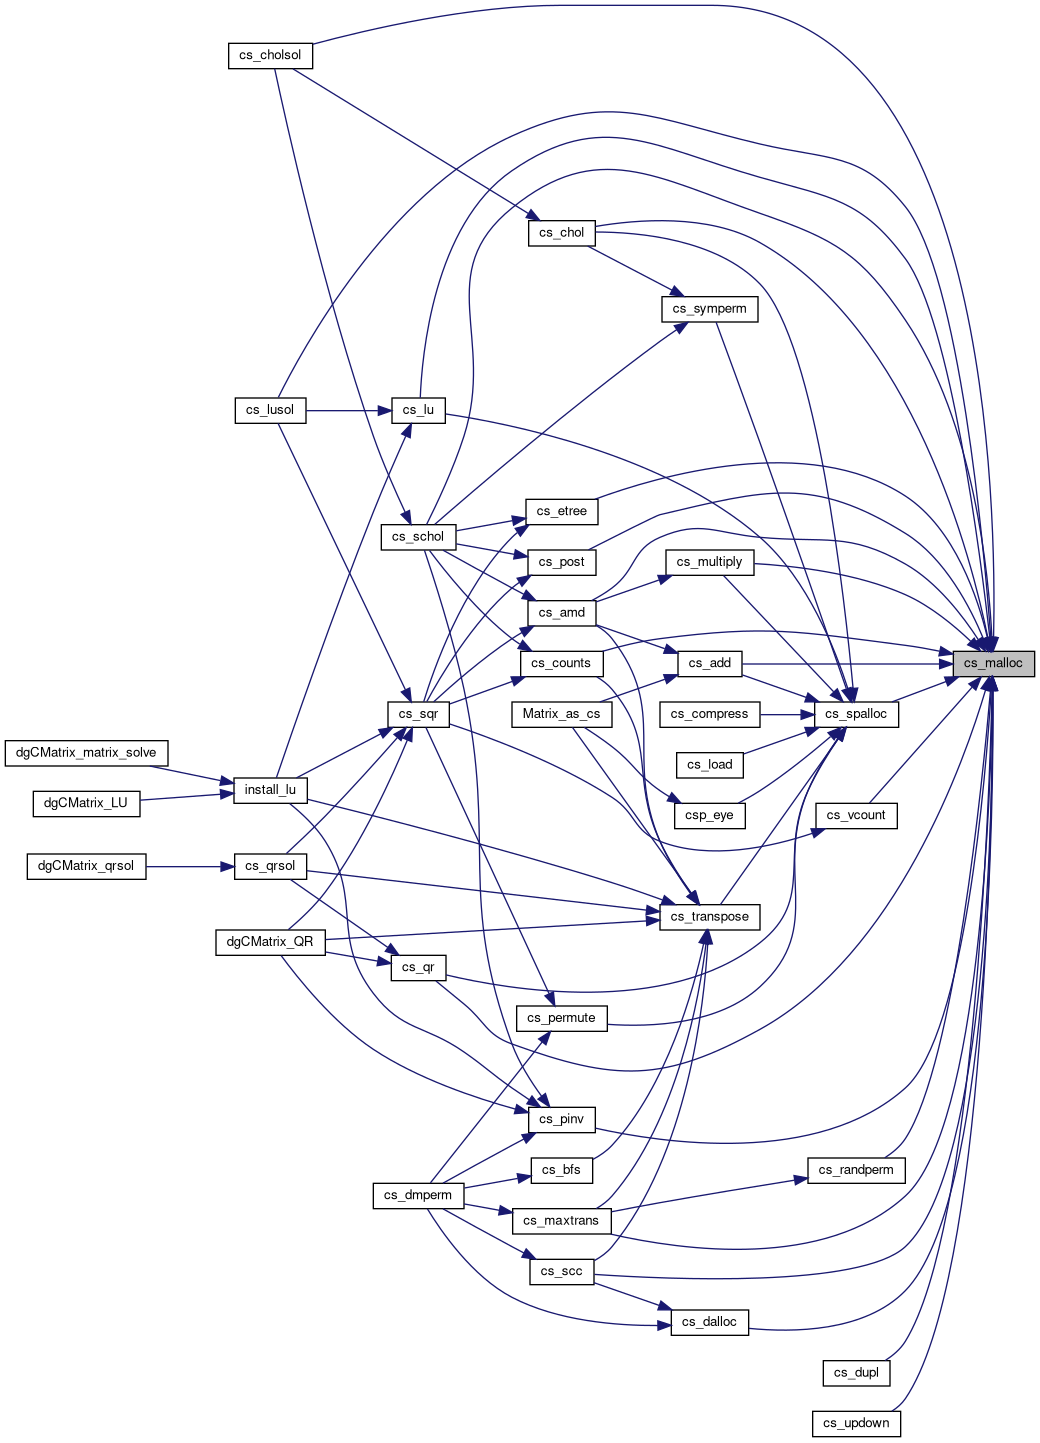 cs_cholsol
cs_chol
cs_symperm
cs_lusol
cs_lu
cs_etree
cs_schol
cs_post
cs_multiply
cs_amd
cs_counts
cs_add
cs_malloc
cs_sqr
Matrix_as_cs
cs_compress
cs_spalloc
dgCMatrix_matrix_solve
cs_load
install_lu
dgCMatrix_LU
csp_eye
cs_vcount
dgCMatrix_qrsol
cs_qrsol
cs_transpose
dgCMatrix_QR
cs_qr
cs_permute
cs_pinv
cs_bfs
cs_randperm
cs_dmperm
cs_maxtrans
cs_scc
cs_dalloc
cs_dupl
cs_updown